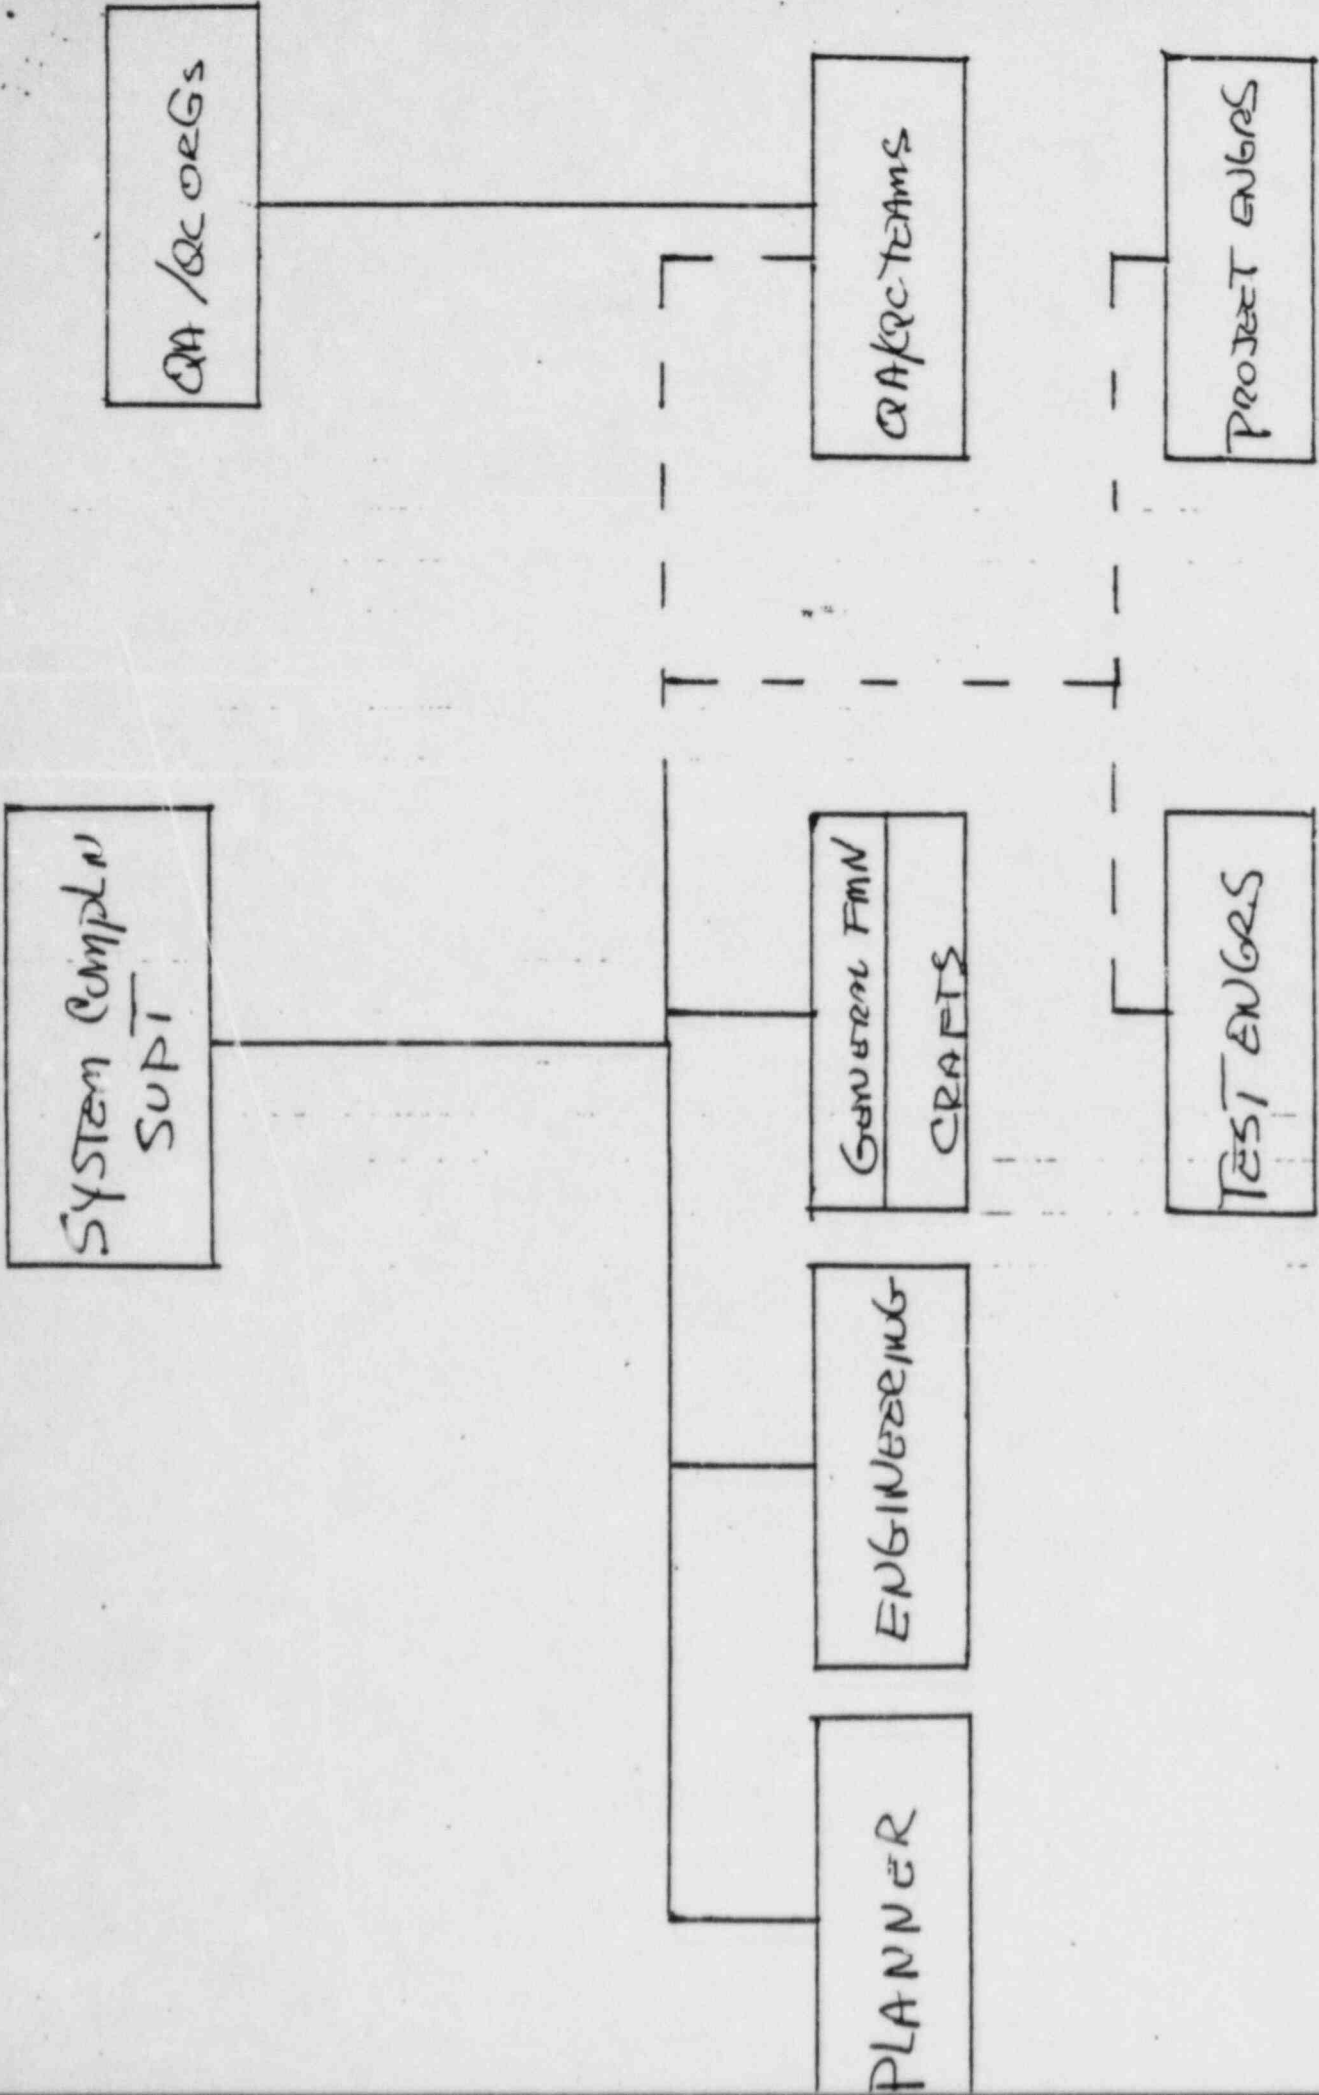 SYSTEM COMPLN
SUPT
QA/QC ORGS
PLANNER
ENGINEERING
GENERAL FMN
CRAFTS
QA/QC TEAMS
TEST ENGRS
PROJECT ENGRS